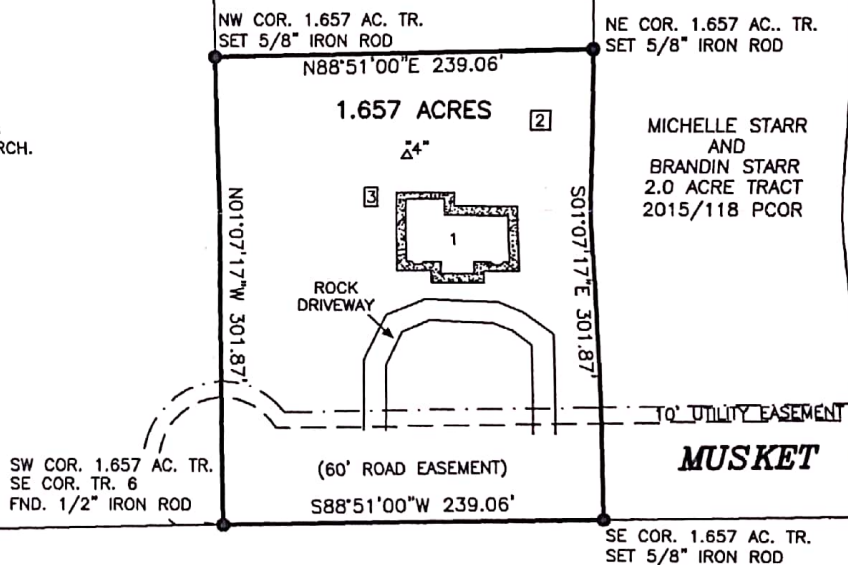 NW COR. 1.657 AC. TR.
SET 5/8" IRON ROD
NE COR. 1.657 AC.. TR.
SET 5/8" IRON ROD
N88°51'00"E 239.06'
1.657 ACRES
2
4"
RCH.
MICHELLE STARR
AND
BRANDIN STARR
2.0 ACRE TRACT
2015/118 PCOR
3
1
N01°07'17"W 301.87'
S01°07'17"E 301.87'
ROCK
DRIVEWAY
10' UTILITY EASEMENT
MUSKET
SW COR. 1.657 AC. TR.
SE COR. TR. 6
FND. 1/2" IRON ROD
(60' ROAD EASEMENT)
S88°51'00"W 239.06'
SE COR. 1.657 AC. TR.
SET 5/8" IRON ROD